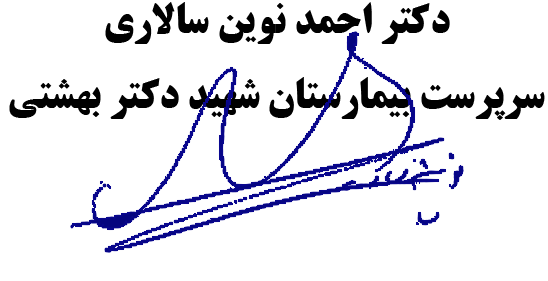 دکتر احمد نوین سالاری
سرپرست بیمارستان شهید دکتر بهشتی